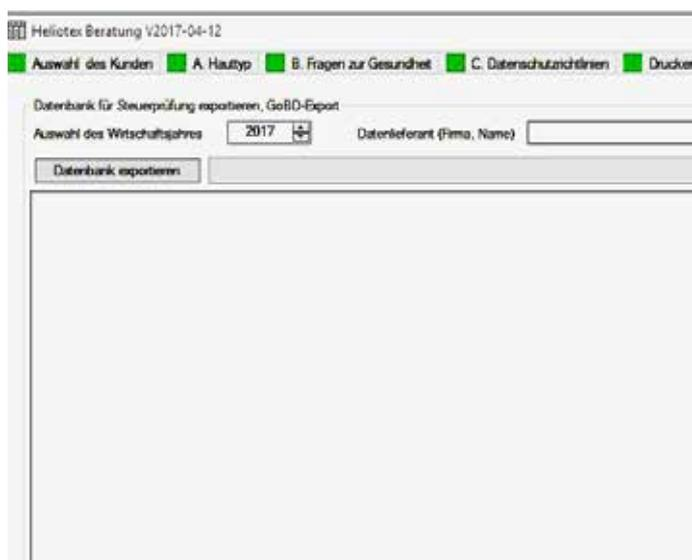 Heliotex Beratung V2017-04-12
Auswahl des Kunden A. Hauttyp B. Fragen zur Gesundheit C. Datenschutzrichtlinien Drucken
Datenbank für Steuerprüfung exportieren, GoBD-Export
Auswahl des Wirtschaftsjahres 2017 Datenlieferant (Firma, Name)
Datenbank exportieren